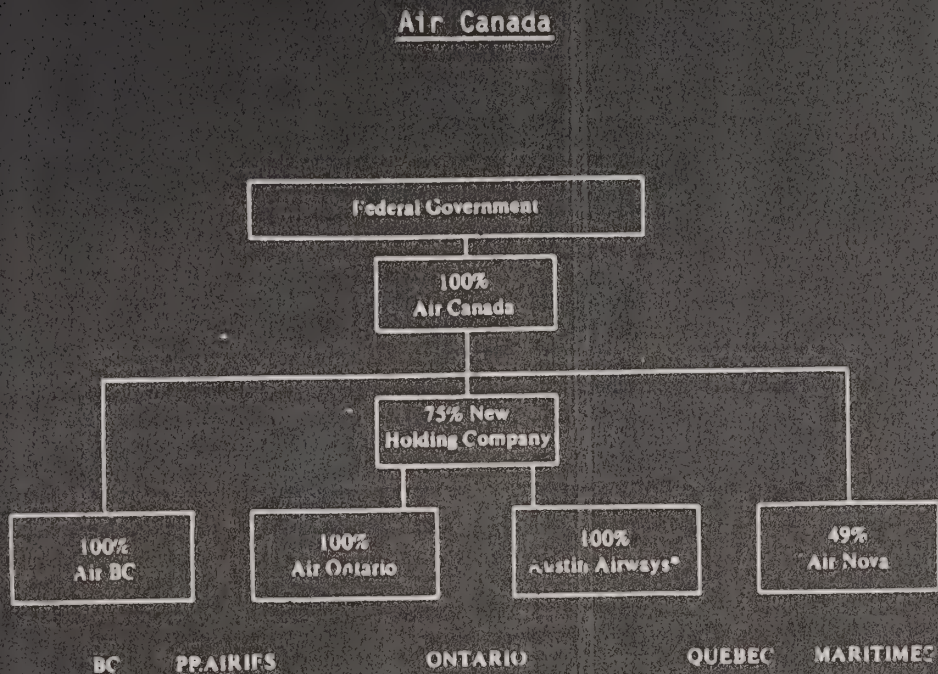 Air Canada
Federal Government
100%
Air Canada
75% New
Holding Company
100%
Air BC
100%
Air Ontario
100%
Austin Airways*
49%
Air Nova
BC PRAIRIES ONTARIO QUEBEC MARITIMES